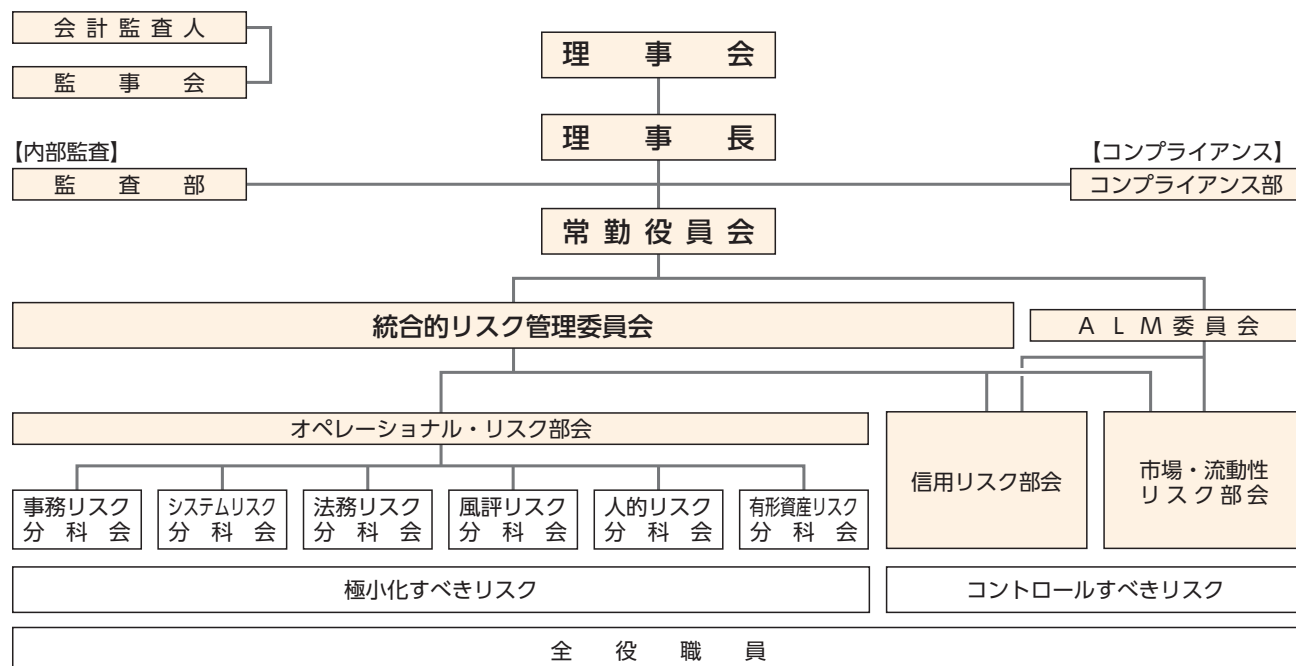 会計監査人
監事会
理事会
理事長
【内部監査】
監査部
【コンプライアンス】
コンプライアンス部
常勤役員会
統合的リスク管理委員会
ALM委員会
オペレーショナル・リスク部会
信用リスク部会
市場・流動性
リスク部会
事務リスク
分科会
システムリスク
分科会
法務リスク
分科会
風評リスク
分科会
人的リスク
分科会
有形資産リスク
分科会
極小化すべきリスク
コントロールすべきリスク
全役職員